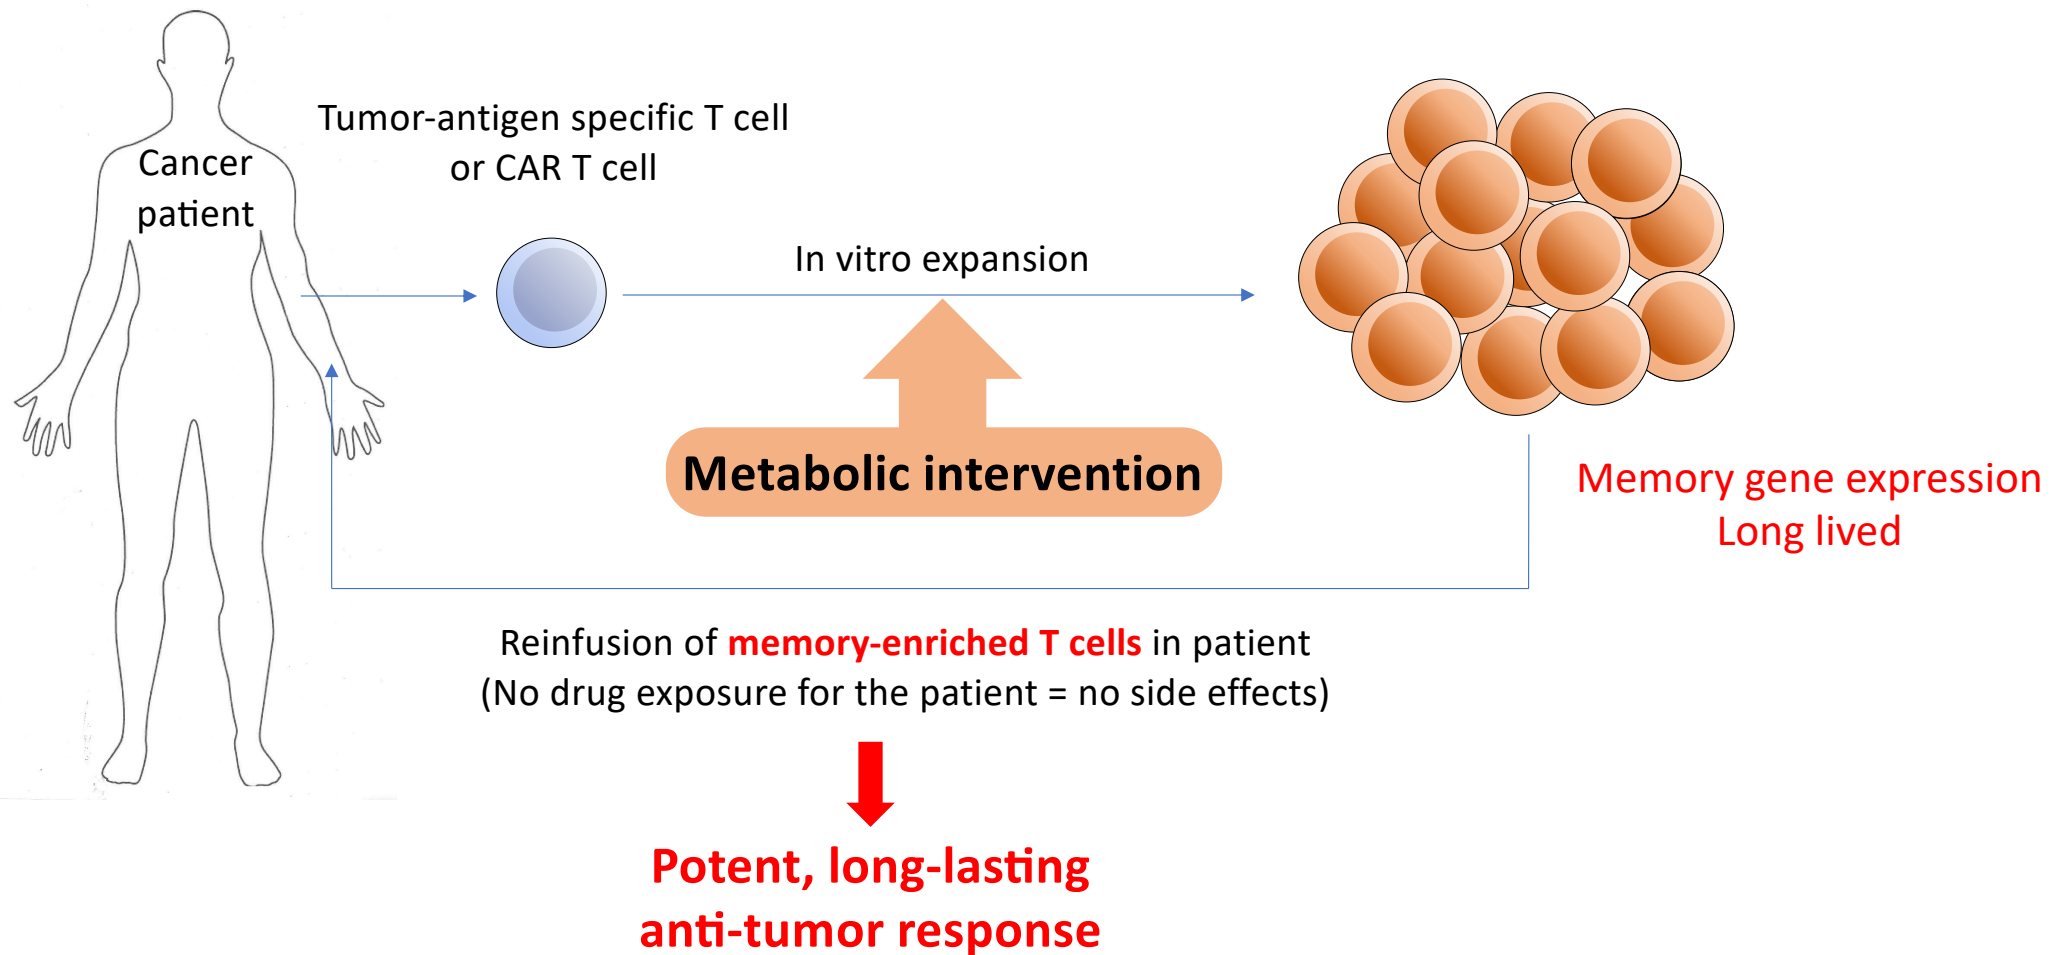 Cancer
patient
Tumor-antigen specific T cell
or CAR T cell
In vitro expansion
Metabolic intervention
Memory gene expression
Long lived
Reinfusion of memory-enriched T cells in patient
(No drug exposure for the patient = no side effects)
Potent, long-lasting
anti-tumor response